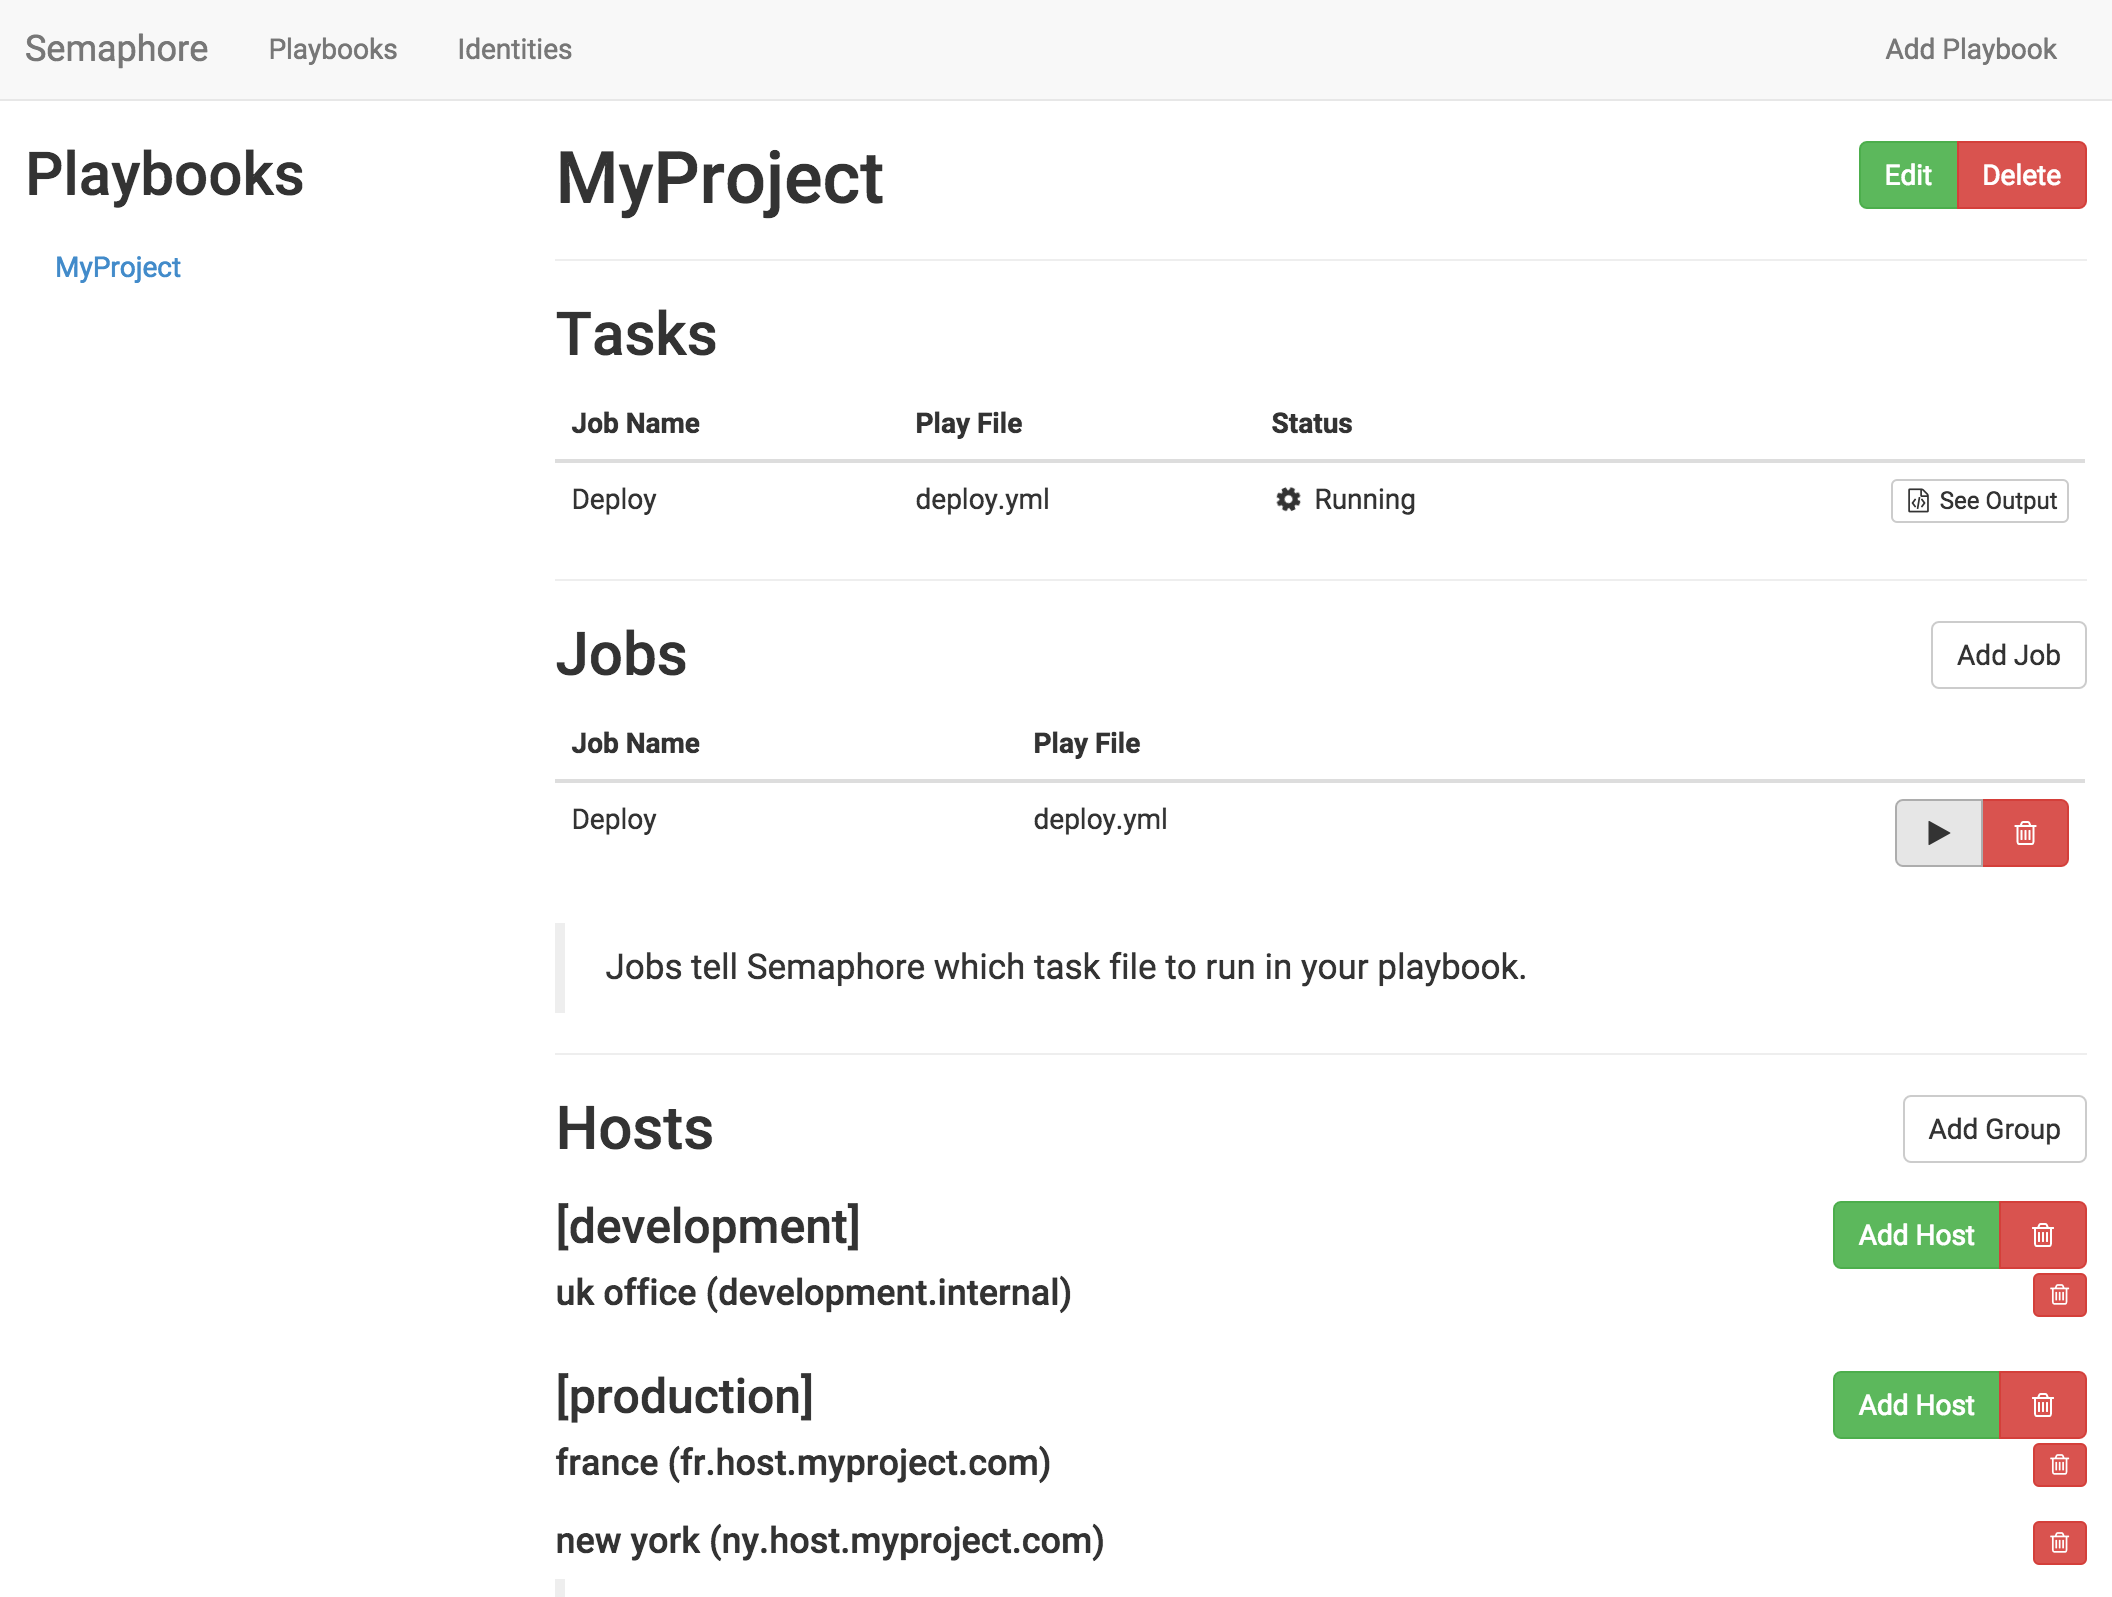 Semaphore Playbooks Identities Add Playbook
Playbooks
MyProject
MyProject Edit Delete
Tasks
Job Name Play File Status
Deploy deploy.yml Running See Output
Jobs Add Job
Job Name Play File
Deploy deploy.yml
Jobs tell Semaphore which task file to run in your playbook.
Hosts Add Group
[development] Add Host
uk office (development.internal)
[production] Add Host
france (fr.host.myproject.com)
new york (ny.host.myproject.com)